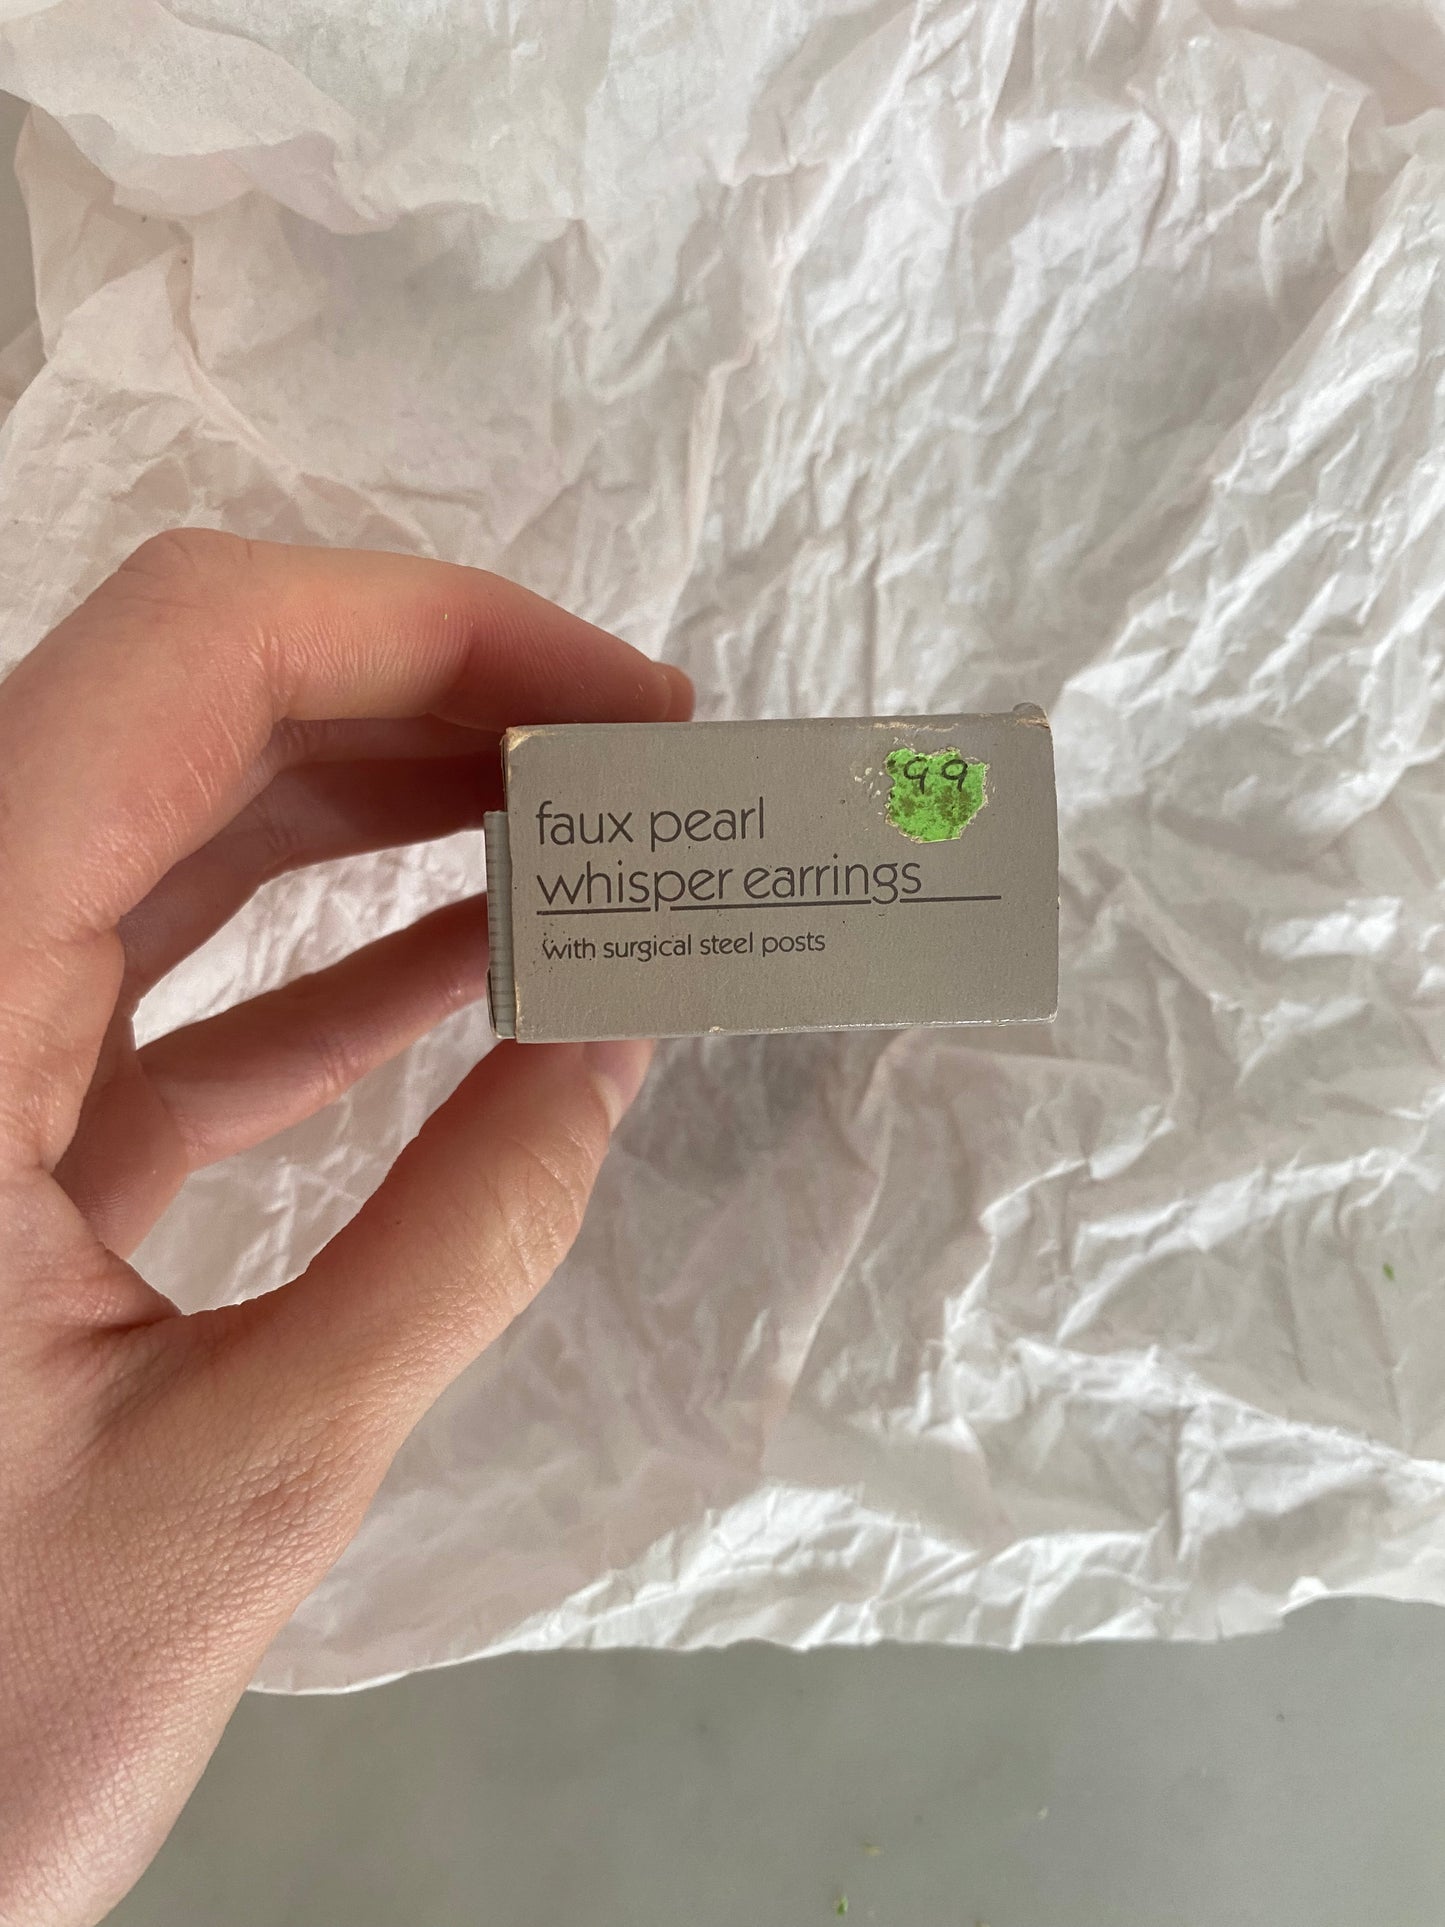 99
faux pearl
whisper earrings
with surgical steel posts